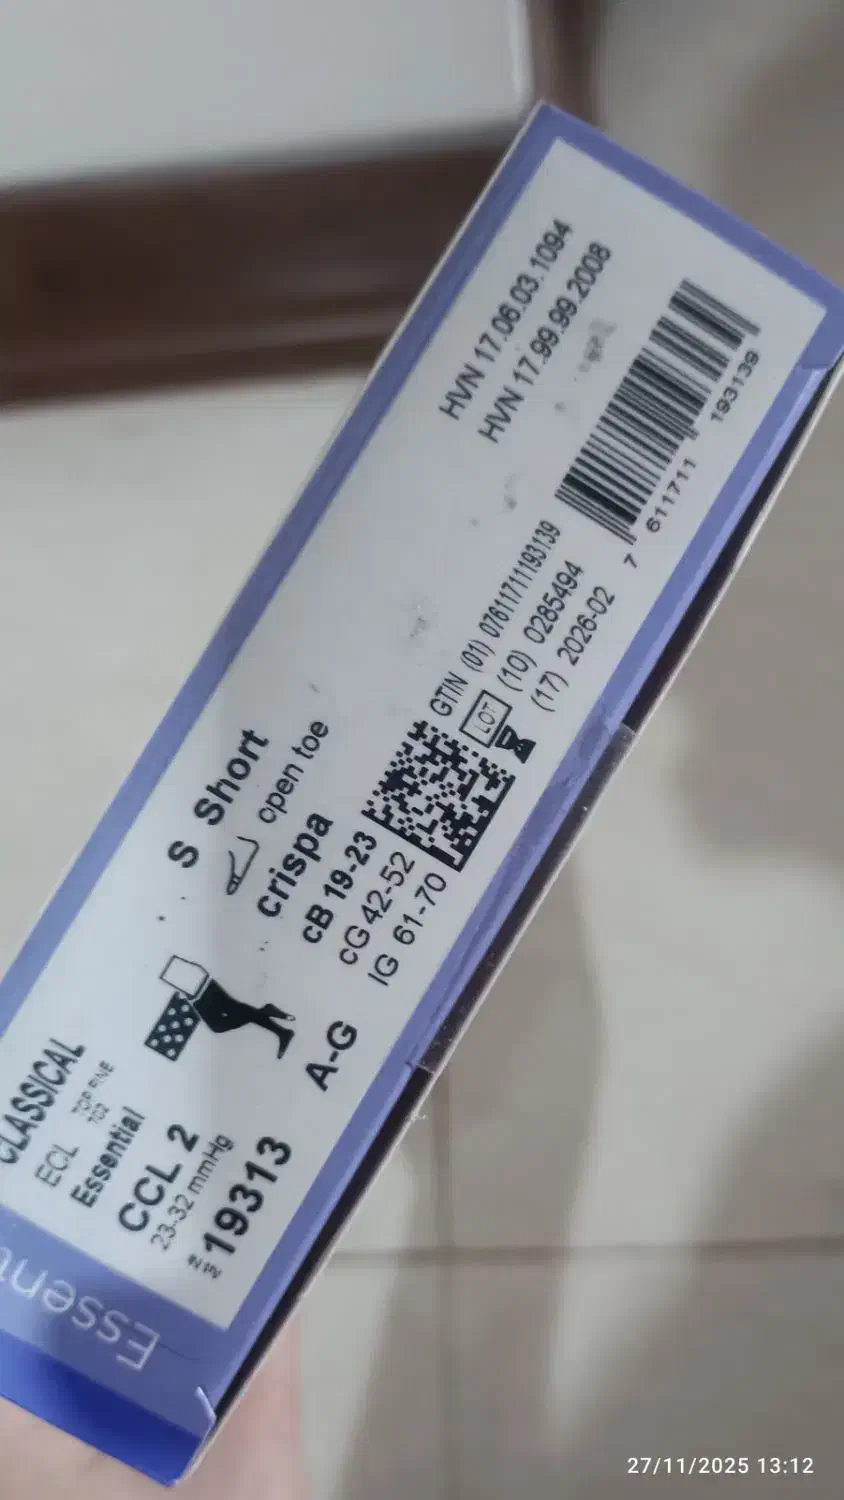 CLASSICAL
ECL
Essential
CCL 2
23-32 mmHg
19313
A-G
S Short
open toe
crispa
cB 19-23
cG 42-52
lG 61-70
GTIN (01) 07611711193139
LOT (10) 0285494
(17) 2026-02
HVN 17.06.03.1094
HVN 17.99.99.2008
7 611711 193139
Essent
27/11/2025 13:12